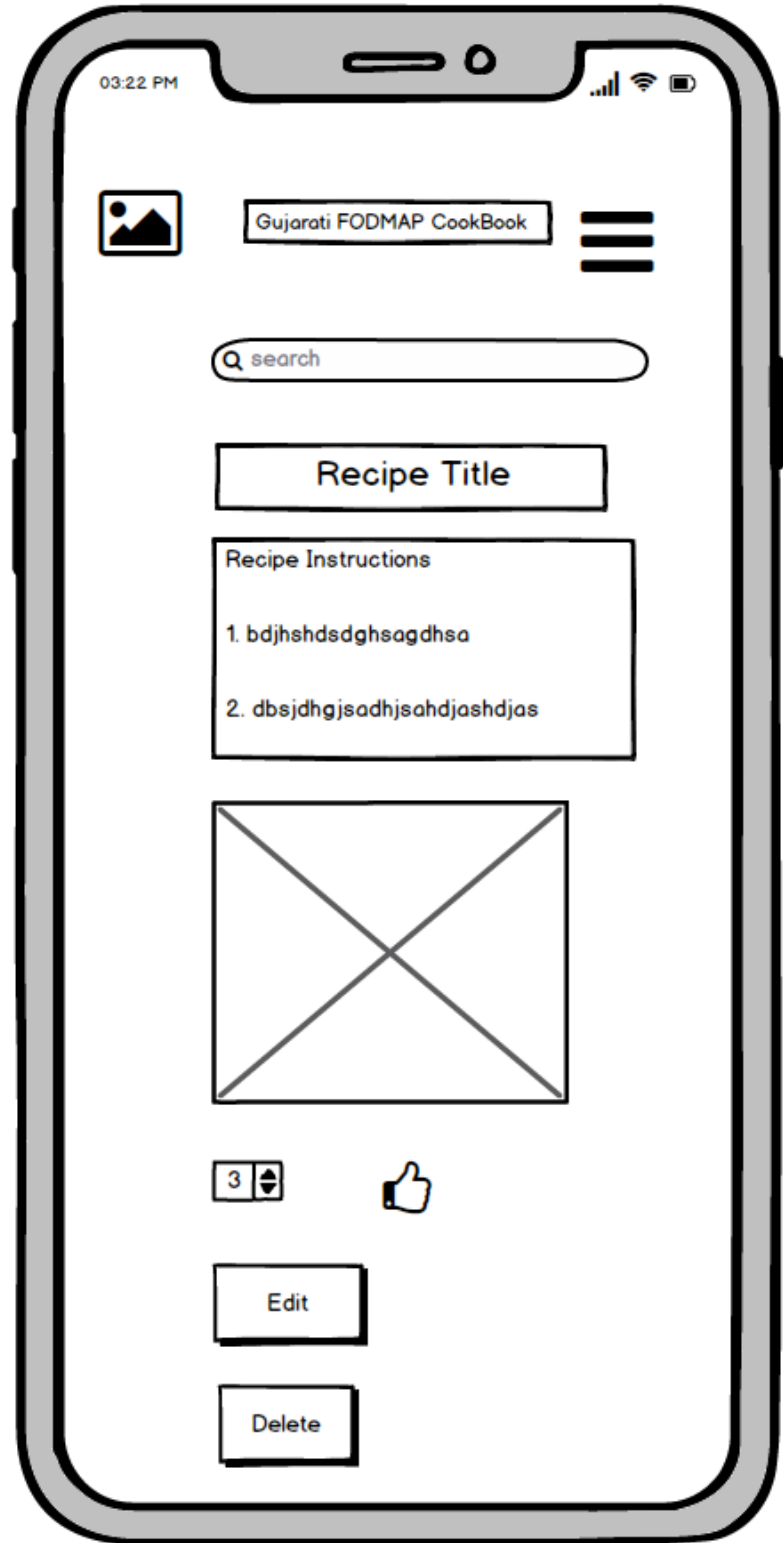 03:22 PM
Gujarati FODMAP CookBook
search
Recipe Title
Recipe Instructions
1. bdjhshdsdghsagdhsa
2. dbsjdhgjsadhjsahdjashdjas
3
Edit
Delete